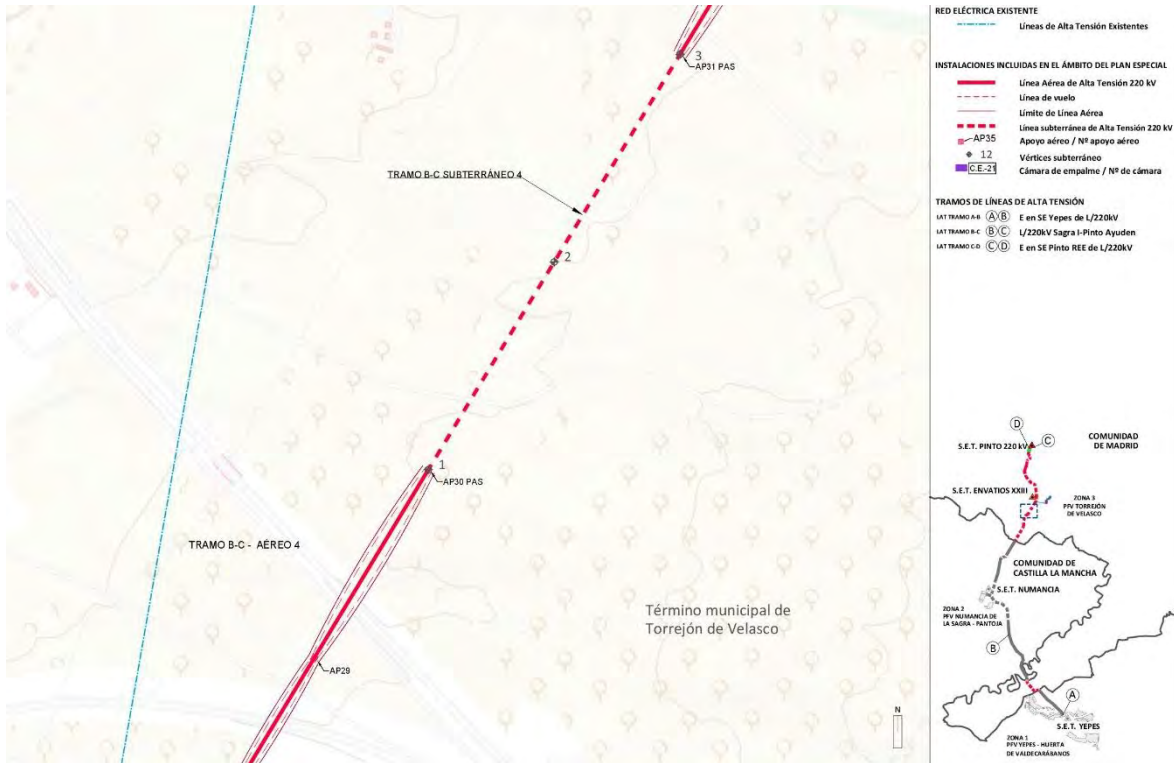 3
AP31 PAS
TRAMO B-C SUBTERRÁNEO 4
2
1
AP30 PAS
TRAMO B-C - AÉREO 4
AP29
Término municipal de
Torrejón de Velasco
N
RED ELÉCTRICA EXISTENTE
Líneas de Alta Tensión Existentes
INSTALACIONES INCLUIDAS EN EL ÁMBITO DEL PLAN ESPECIAL
Línea Aérea de Alta Tensión 220 kV
Línea de vuelo
Límite de Línea Aérea
Línea subterránea de Alta Tensión 220 kV
AP35 Apoyo aéreo / Nº apoyo aéreo
12 Vértices subterráneo
C.E.-21 Cámara de empalme / Nº de cámara
TRAMOS DE LÍNEAS DE ALTA TENSIÓN
LAT TRAMO A-B A B E en SE Yepes de L/220kV
LAT TRAMO B-C B C L/220kV Sagra I-Pinto Ayuden
LAT TRAMO C-D C D E en SE Pinto REE de L/220kV
D
C
S.E.T. PINTO 220 kV
COMUNIDAD
DE MADRID
S.E.T. ENVATIOS XXIII
ZONA 3
PFV TORREJÓN
DE VELASCO
COMUNIDAD DE
CASTILLA LA MANCHA
S.E.T. NUMANCIA
ZONA 2
PFV NUMANCIA DE
LA SAGRA - PANTOJA
B
A
S.E.T. YEPES
ZONA 1
PFV YEPES - HUERTA
DE VALDECARÁBANOS